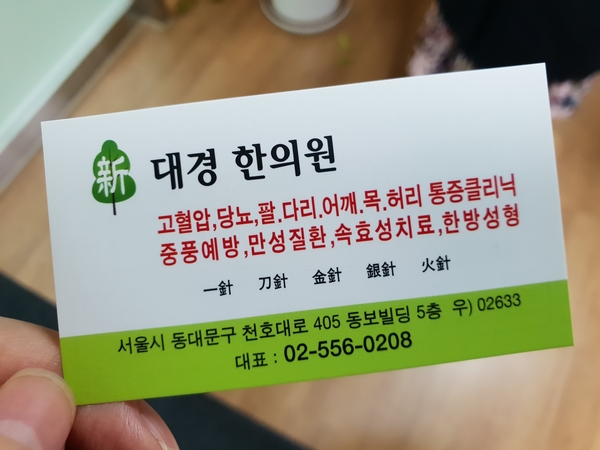 新 대경 한의원
고혈압,당뇨,팔.다리.어깨.목.허리 통증클리닉
중풍예방,만성질환,속효성치료,한방성형
一針 刀針 金針 銀針 火針
서울시 동대문구 천호대로 405 동보빌딩 5층 우) 02633
대표 : 02-556-0208